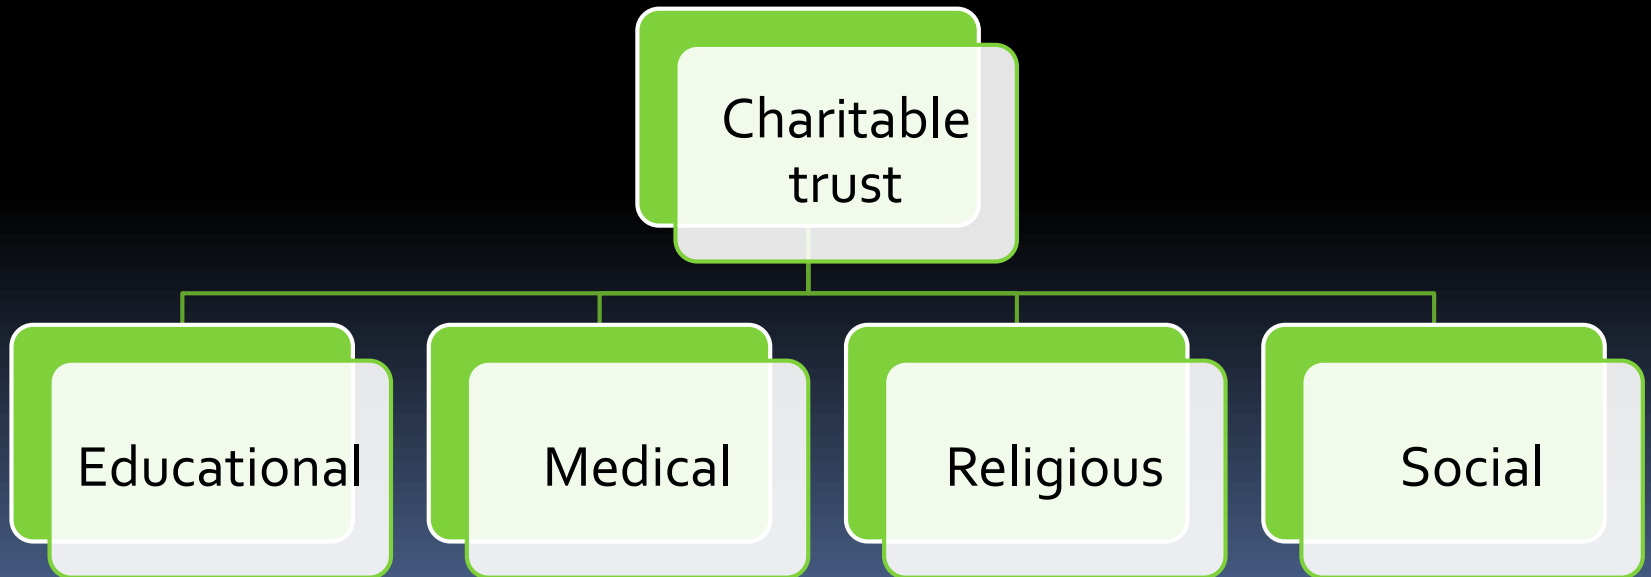 Charitable
trust
Educational
Medical
Religious
Social